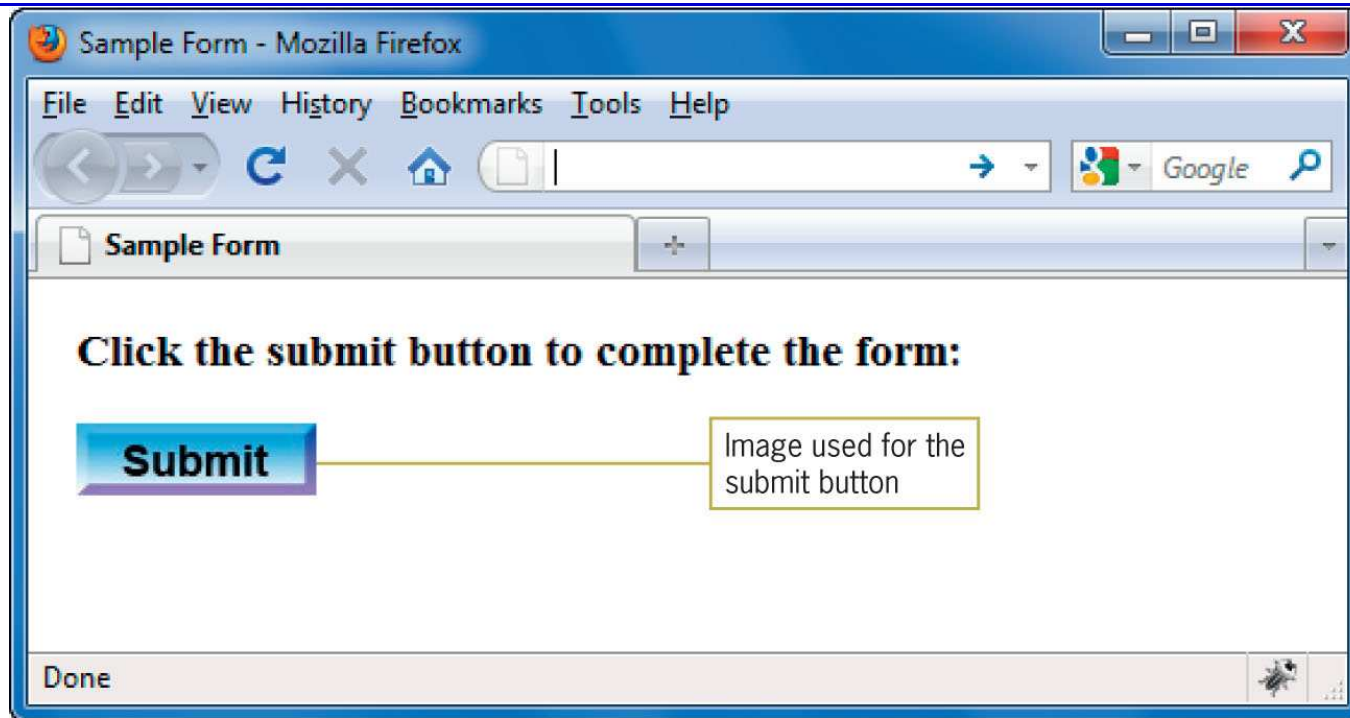 Sample Form - Mozilla Firefox
File Edit View History Bookmarks Tools Help
Google
Sample Form
Click the submit button to complete the form:
Submit
Image used for the
submit button
Done